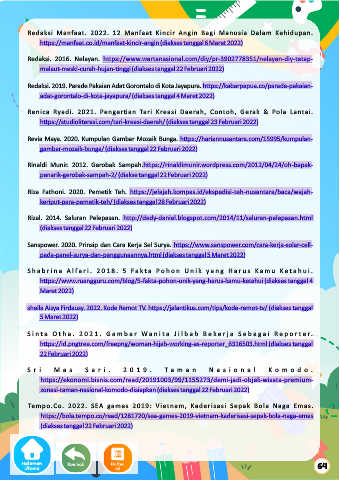 Redaksi Manfaat. 2022. 12 Manfaat Kincir Angin Bagi Manusia Dalam Kehidupan.
https://manfaat.co.id/manfaat-kincir-angin (diakses tanggal 6 Maret 2022)
Redaksi. 2016. Nelayan. https://www.wartanasional.com/diy/pr-3902778351/nelayan-diy-tetap-
melaut-meski-curah-hujan-tinggi (diakses tanggal 22 Februari 2022)
Redaksi. 2019. Parade Pakaian Adat Gorontalo di Kota Jayapura. https://kabarpapua.co/parade-pakaian-
adat-gorontalo-di-kota-jayapura/ (diakses tanggal 4 Maret 2022)
Renica Ryadi. 2021. Pengertian Tari Kreasi Daerah, Contoh, Gerak & Pola Lantai.
https://studioliterasi.com/tari-kreasi-daerah/ (diakses tanggal 23 Februari 2022)
Revia Maya. 2020. Kumpulan Gambar Mozaik Bunga. https://hariannusantara.com/15995/kumpulan-
gambar-mozaik-bunga/ (diakses tanggal 22 Februari 2022)
Rinaldi Munir. 2012. Gerobak Sampah.https://rinaldimunir.wordpress.com/2012/04/24/oh-bapak-
penarik-gerobak-sampah-2/ (diakse tanggal 22 Februari 2022)
Riza Fathoni. 2020. Pemetik Teh. https://jelajah.kompas.id/ekspedisi-teh-nusantara/baca/wajah-
keriput-para-pemetik-teh/ (diakses tanggal 28 Februari 2022)
Rizal. 2014. Saluran Pelepasan. http://dedy-daniel.blogspot.com/2014/11/saluran-pelepasan.html
(diakses tanggal 22 Februari 2022)
Sanspower. 2020. Prinsip dan Cara Kerja Sel Surya. https://www.sanspower.com/cara-kerja-solar-cell-
pada-panel-surya-dan-penggunaannya.html (diakses tanggal 5 Maret 2022)
Shabrina Alfari. 2018. 5 Fakta Pohon Unik yang Harus Kamu Ketahui.
https://www.ruangguru.com/blog/5-fakta-pohon-unik-yang-harus-kamu-ketahui (diakses tanggal 4
Maret 2022)
sheila Aisya Firdausy. 2022. Kode Remot TV. https://jalantikus.com/tips/kode-remot-tv/ (diakses tanggal
5 Maret 2022)
Sinta Otha. 2021. Gambar Wanita Jilbab Bekerja Sebagai Reporter.
https://id.pngtree.com/freepng/woman-hijab-working-as-reporter_6316503.html (diakses tanggal
22 Februari 2022)
Sri Mas Sari. 2019. Taman Nasional Komodo.
https://ekonomi.bisnis.com/read/20191003/99/1155273/demi-jadi-objek-wisata-premium-
zonasi-taman-nasional-komodo-disiapkan (diakses tanggal 22 Februari 2022)
Tempo.Co. 2022. SEA games 2019: Vietnam, Kaderisasi Sepak Bola Naga Emas.
https://bola.tempo.co/read/1281720/sea-games-2019-vietnam-kaderisasi-sepak-bola-naga-emas
(diakses tanggal 22 Februari 2022)
Halaman
Utama
Daftar
Isi
64